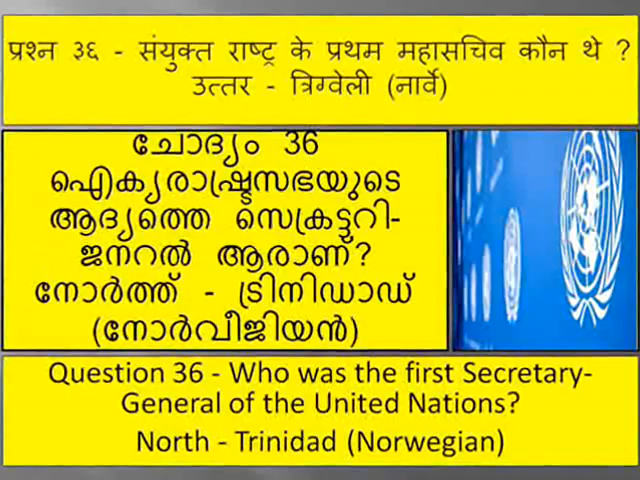 प्रश्न ३६ - संयुक्त राष्ट्र के प्रथम महासचिव कौन थे ?
उत्तर - त्रिग्वेली (नार्वे)
ചോദ്യം 36
ഐക്യരാഷ്ട്രസഭയുടെ
ആദ്യത്തെ സെക്രട്ടറി-
ജനറൽ ആരാണ്?
നോർത്ത് - ട്രിനിഡാഡ്
(നോർവീജിയൻ)
Question 36 - Who was the first Secretary-
General of the United Nations?
North - Trinidad (Norwegian)